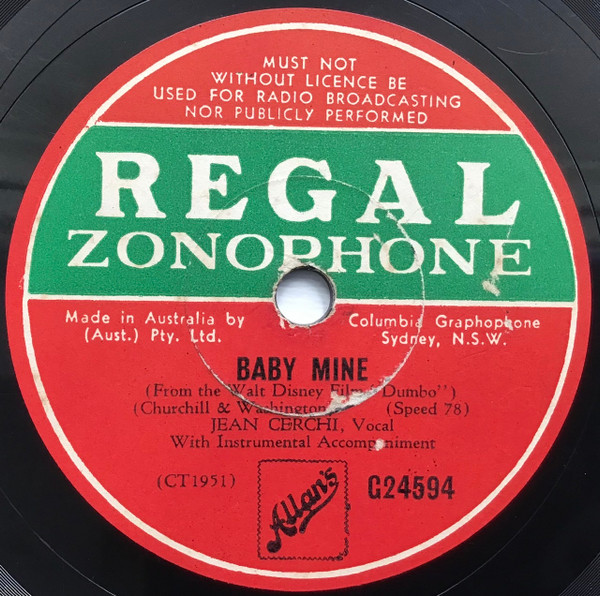 MUST NOT
WITHOUT LICENCE BE
USED FOR RADIO BROADCASTING
NOR PUBLICLY PERFORMED
REGAL
ZONOPHONE
Made in Australia by Columbia Graphophone
(Aust.) Pty. Ltd. Sydney, N.S.W.
BABY MINE
(From the Walt Disney Film "Dumbo")
(Churchill & Washington) (Speed 78)
JEAN CERCHI, Vocal
With Instrumental Accompaniment
(CT1951) Allan's G24594